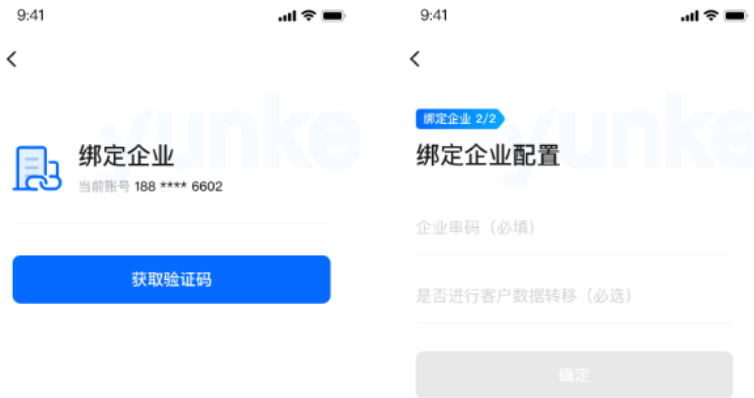 9:41
yunke
绑定企业
当前账号 188 **** 6602
获取验证码
9:41
yunke
绑定企业 2/2
绑定企业配置
企业串码（必填）
是否进行客户数据转移（必选）
确定